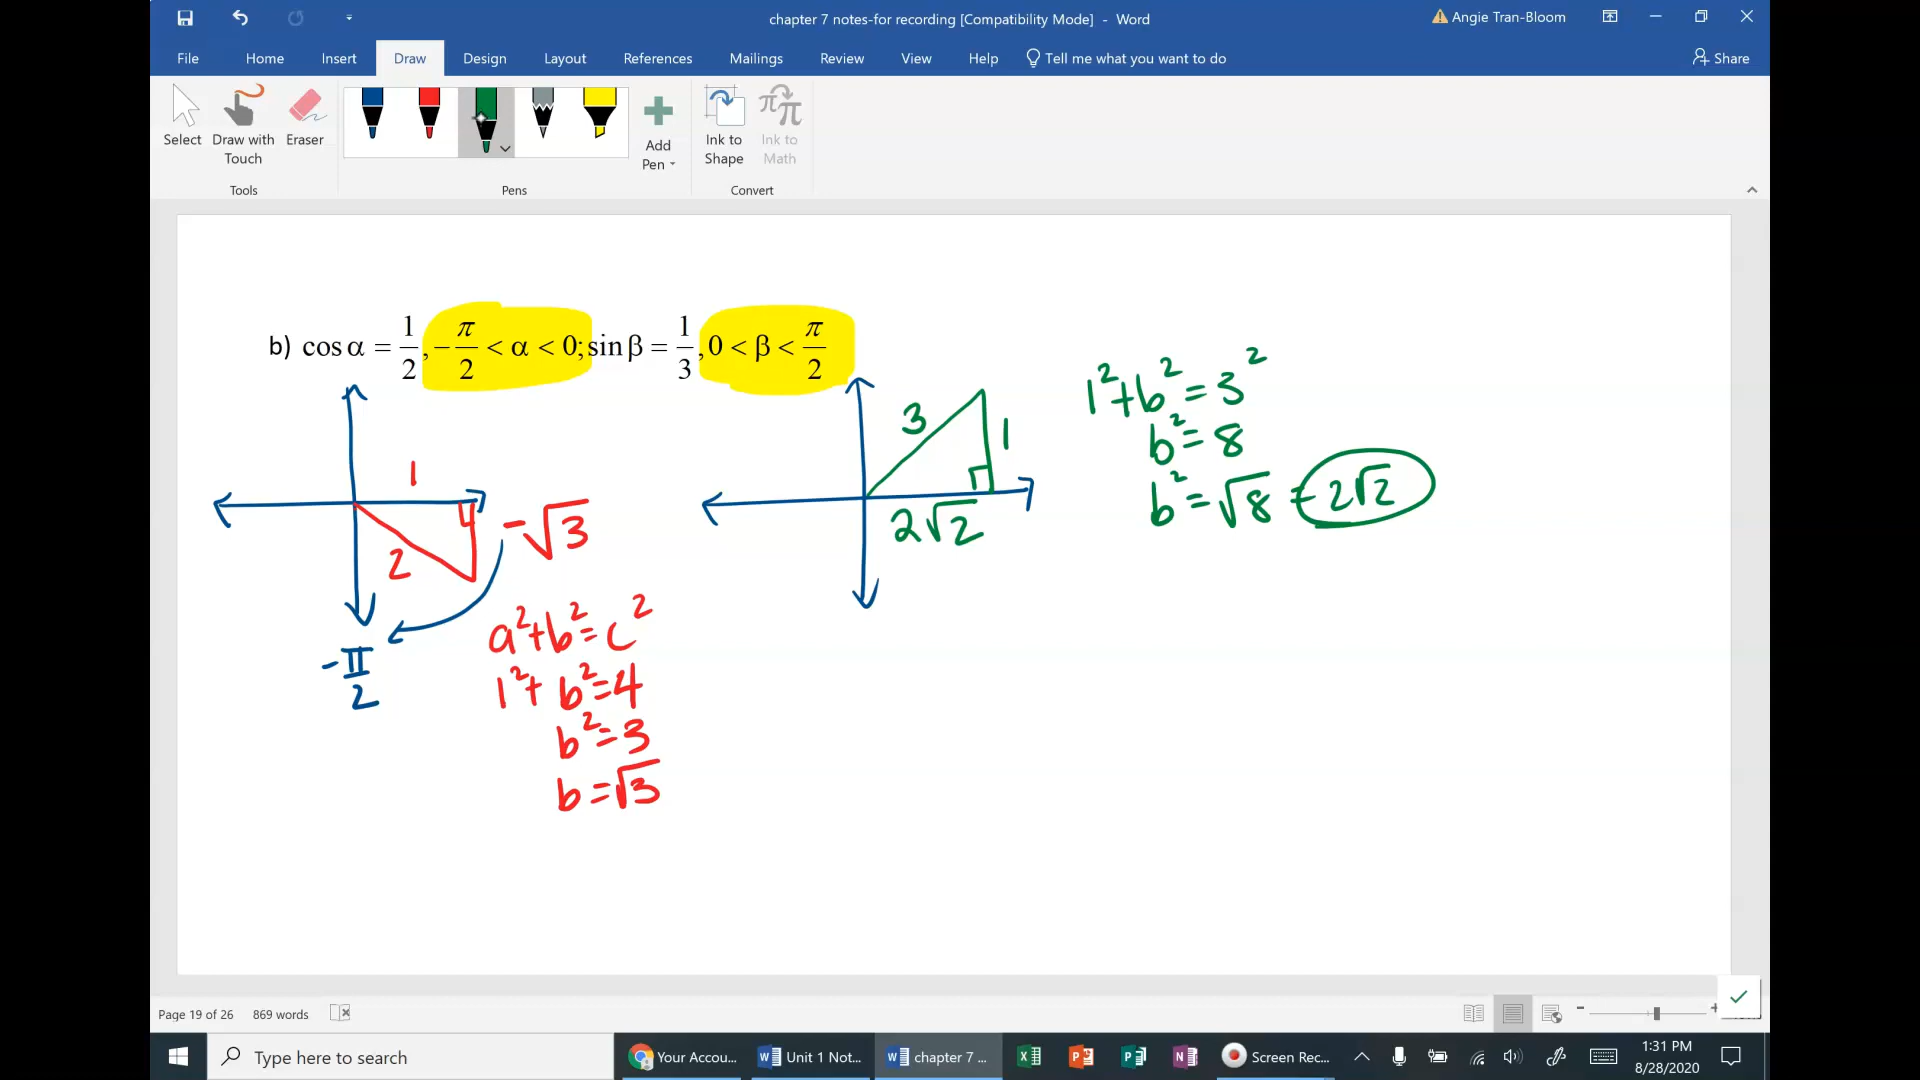 chapter 7 notes-for recording [Compatibility Mode] - Word
Angie Tran-Bloom
File Home Insert Draw Design Layout References Mailings Review View Help Tell me what you want to do Share
Select Draw with Touch Eraser Add Pen Ink to Shape Ink to Math
Tools Pens Convert
b) cos α = 1/2, -π/2 < α < 0; sin β = 1/3, 0 < β < π/2
1
2
-√3
-π/2
a²+b²=c²
1²+ b²=4
b²=3
b=√3
3
1
2√2
1²+b²=3²
b²=8
b²=√8 = 2√2
Page 19 of 26 869 words
Type here to search
Your Accou...
Unit 1 Not...
chapter 7 ...
Screen Rec...
1:31 PM
8/28/2020